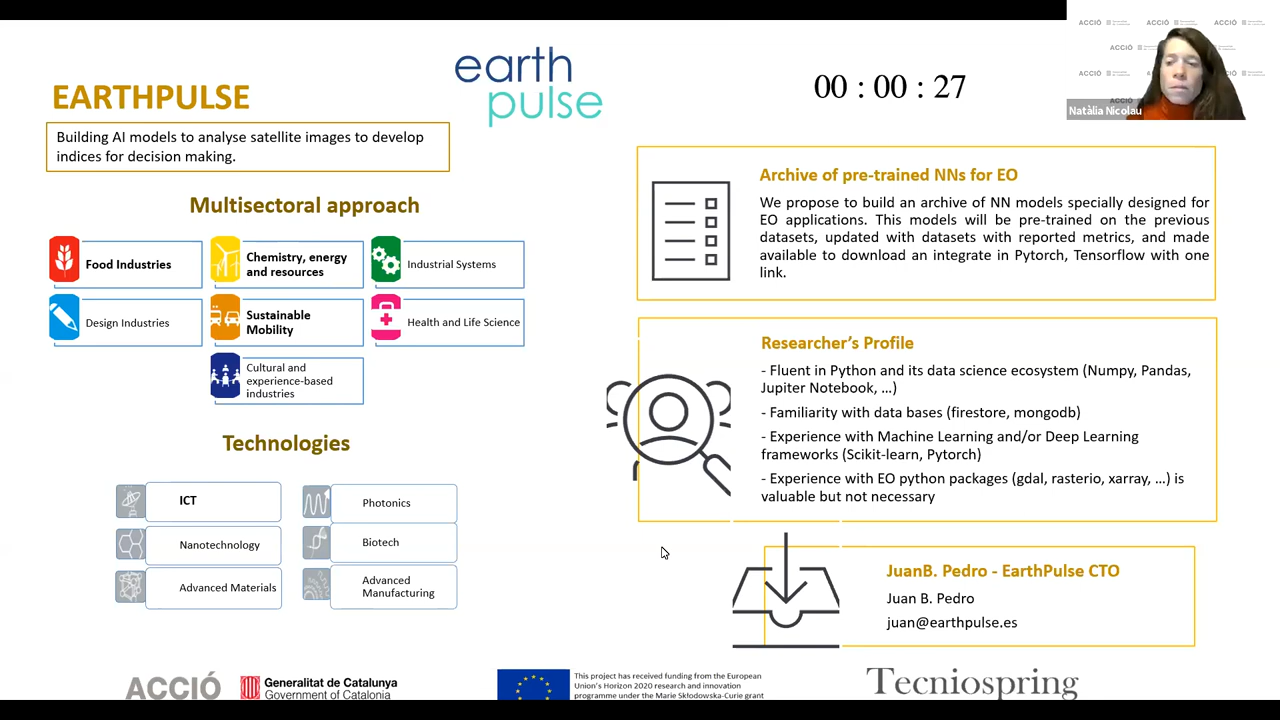 EARTHPULSE
earth
pulse
00 : 00 : 27
ACCIÓ
ACCIÓ
ACCIÓ
ACCIÓ
ACCIÓ
ACCIÓ
Natàlia Nicolau
Building AI models to analyse satellite images to develop
indices for decision making.
Multisectoral approach
Food Industries
Chemistry, energy
and resources
Industrial Systems
Design Industries
Sustainable
Mobility
Health and Life Science
Cultural and
experience-based
industries
Technologies
ICT
Photonics
Nanotechnology
Biotech
Advanced Materials
Advanced
Manufacturing
Archive of pre-trained NNs for EO
We propose to build an archive of NN models specially designed for
EO applications. This models will be pre-trained on the previous
datasets, updated with datasets with reported metrics, and made
available to download an integrate in Pytorch, Tensorflow with one
link.
Researcher's Profile
- Fluent in Python and its data science ecosystem (Numpy, Pandas,
Jupiter Notebook, …)
- Familiarity with data bases (firestore, mongodb)
- Experience with Machine Learning and/or Deep Learning
frameworks (Scikit-learn, Pytorch)
- Experience with EO python packages (gdal, rasterio, xarray, …) is
valuable but not necessary
JuanB. Pedro - EarthPulse CTO
Juan B. Pedro
juan@earthpulse.es
ACCIÓ
Generalitat de Catalunya
Government of Catalonia
This project has received funding from the European
Union's Horizon 2020 research and innovation
programme under the Marie Skłodowska-Curie grant
Tecniospring